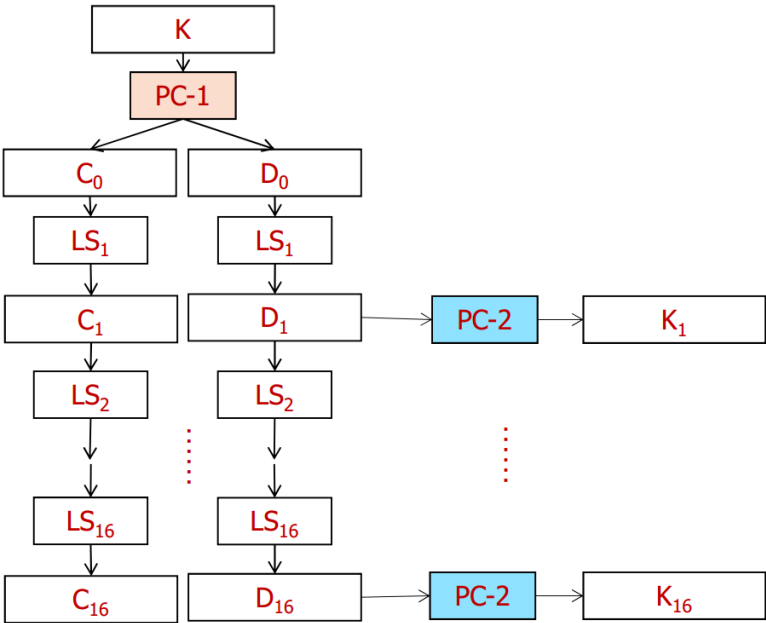 K
PC-1
C₀ D₀
LS₁ LS₁
C₁ D₁ PC-2 K₁
LS₂ LS₂
LS₁₆ LS₁₆
C₁₆ D₁₆ PC-2 K₁₆